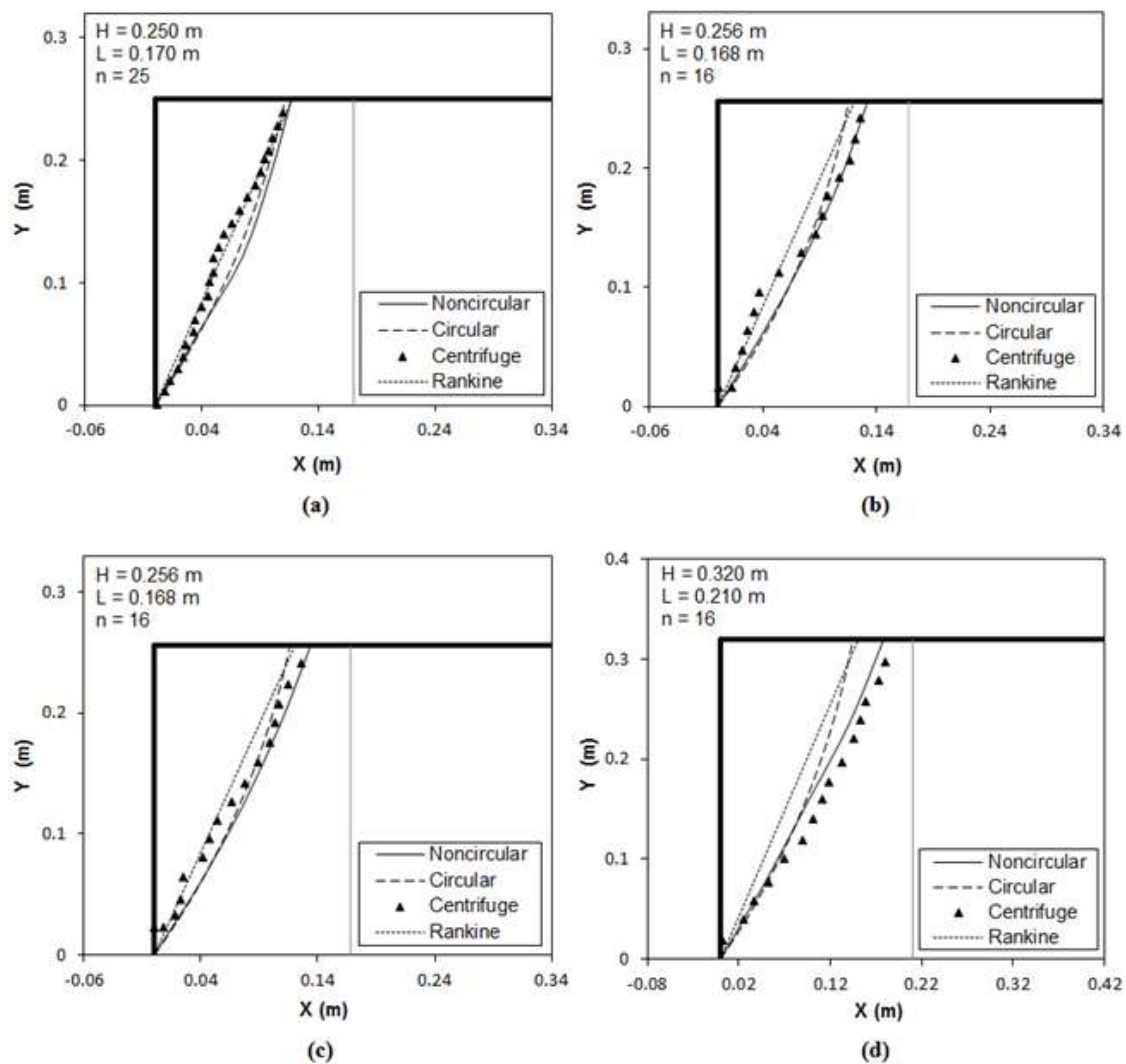 H = 0.250 m
L = 0.170 m
n = 25
0.3
0.2
0.1
0
Y (m)
Noncircular
Circular
Centrifuge
Rankine
-0.06 0.04 0.14 0.24 0.34
X (m)
(a)
H = 0.256 m
L = 0.168 m
n = 16
0.3
0.2
0.1
0
Y (m)
Noncircular
Circular
Centrifuge
Rankine
-0.06 0.04 0.14 0.24 0.34
X (m)
(b)
H = 0.256 m
L = 0.168 m
n = 16
0.3
0.2
0.1
0
Y (m)
Noncircular
Circular
Centrifuge
Rankine
-0.06 0.04 0.14 0.24 0.34
X (m)
(c)
H = 0.320 m
L = 0.210 m
n = 16
0.4
0.3
0.2
0.1
0
Y (m)
Noncircular
Circular
Centrifuge
Rankine
-0.08 0.02 0.12 0.22 0.32 0.42
X (m)
(d)